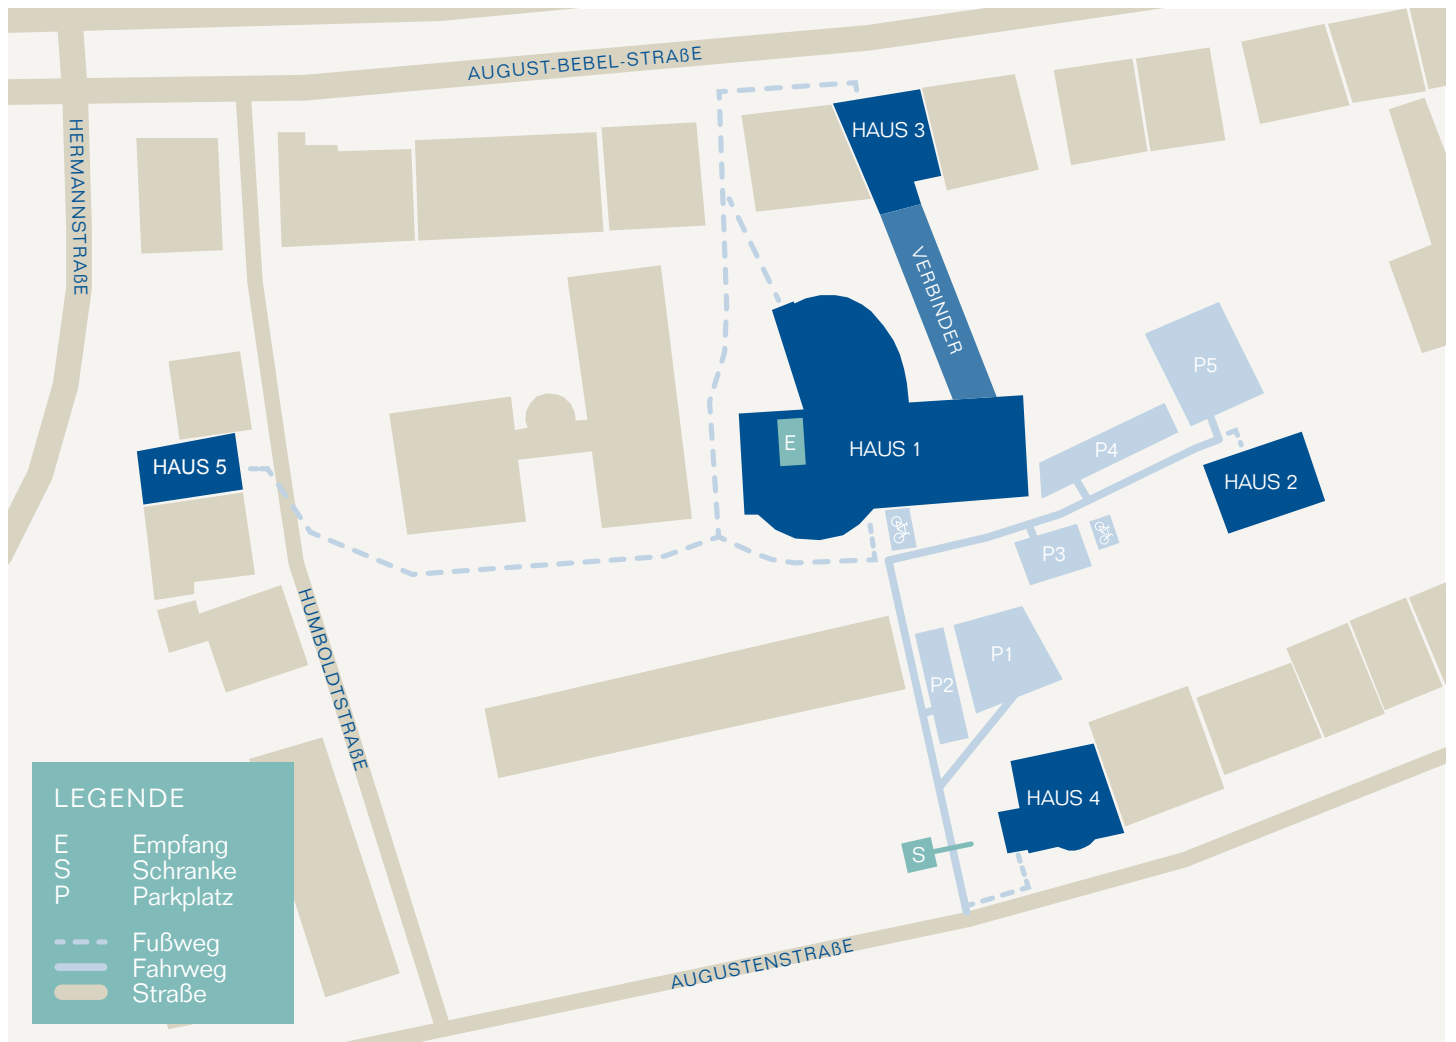 AUGUST-BEBEL-STRAßE
HERMANNSTRAßE
HAUS 3
VERBINDER
P5
E
HAUS 1
P4
HAUS 5
HAUS 2
P3
HUMBOLDTSTRAßE
P1
P2
HAUS 4
S
AUGUSTENSTRAßE
LEGENDE
E Empfang
S Schranke
P Parkplatz
Fußweg
Fahrweg
Straße